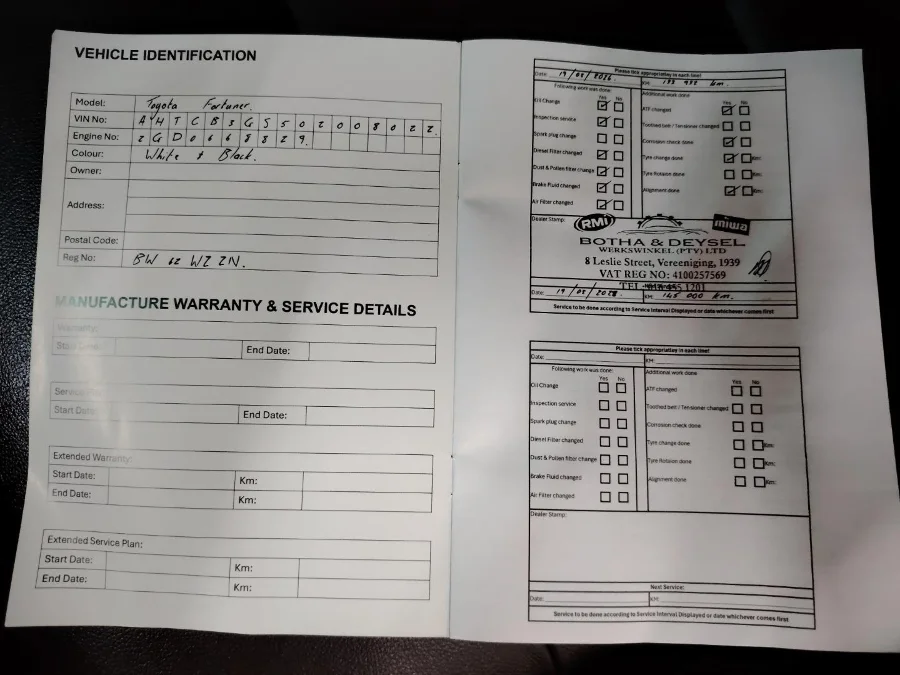 VEHICLE IDENTIFICATION
Model: Toyota Fortuner.
VIN No: AHTCB3GS502008022
Engine No: 2GD0668829.
Colour: White & Black.
Owner:
Address:
Postal Code:
Reg No: BW 62 WZ ZN.
MANUFACTURE WARRANTY & SERVICE DETAILS
Warranty:
Start Date: End Date:
Service
Start Date: End Date:
Extended Warranty:
Start Date: Km:
End Date: Km:
Extended Service Plan:
Start Date: Km:
End Date: Km:
Please tick appropriatley in each line!
Date: KM: km.
Following work was done: Additional work done
Yes No Yes No
Oil Change ATF changed
Inspection service Toothed belt / Tensioner changed
Spark plug change Corrosion check done
Diesel Filter changed Tyre change done Km:
Dust & Pollen filter change Tyre Rotation done Km:
Brake Fluid changed Alignment done Km:
Air Filter changed
Dealer Stamp:
RMI miwa
BOTHA & DEYSEL
WERKSWINKEL (PTY) LTD
8 Leslie Street, Vereeniging, 1939
VAT REG NO: 4100257569
TEL 1201
Date: KM: 145 000 km.
Service to be done according to Service Interval Displayed or date whichever comes first
Please tick appropriatley in each line!
Date: KM:
Following work was done: Additional work done
Yes No Yes No
Oil Change ATF changed
Inspection service Toothed belt / Tensioner changed
Spark plug change Corrosion check done
Diesel Filter changed Tyre change done Km:
Dust & Pollen filter change Tyre Rotaion done Km:
Brake Fluid changed Alignment done Km:
Air Filter changed
Dealer Stamp:
Next Service:
Date: KM:
Service to be done according to Service Interval Displayed or date whichever comes first